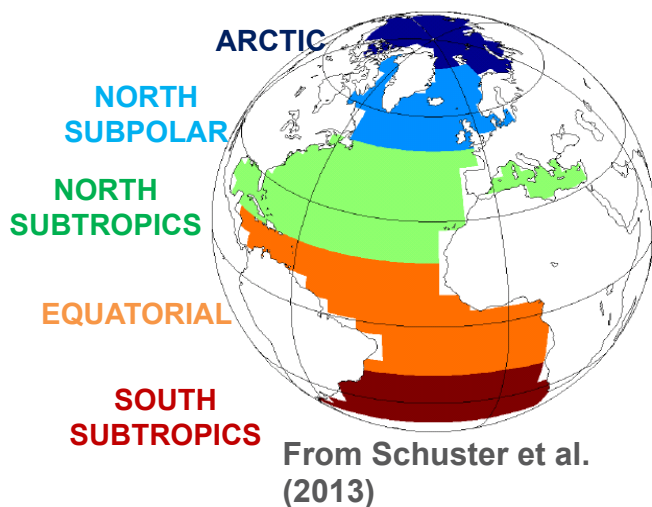 ARCTIC
NORTH
SUBPOLAR
NORTH
SUBTROPICS
EQUATORIAL
SOUTH
SUBTROPICS
From Schuster et al.
(2013)